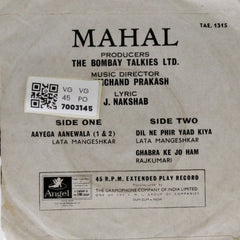 TAE. 1315
MAHAL
PRODUCERS
THE BOMBAY TALKIES LTD.
MUSIC DIRECTOR
CHAND PRAKASH
LYRIC
J. NAKSHAB
VG VG
45 PO
7003145
SIDE ONE
AAYEGA AANEWALA (1 & 2)
LATA MANGESHKAR
SIDE TWO
DIL NE PHIR YAAD KIYA
LATA MANGESHKAR
GHABRA KE JO HAM
RAJKUMARI
Angel
45 R.P.M. EXTENDED PLAY RECORD
THE GRAMOPHONE COMPANY OF INDIA LIMITED